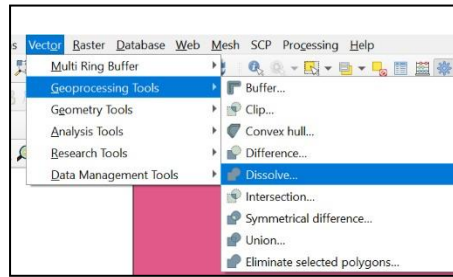 s Vector Raster Database Web Mesh SCP Processing Help
Multi Ring Buffer
Geoprocessing Tools
Geometry Tools
Analysis Tools
Research Tools
Data Management Tools
Buffer...
Clip...
Convex hull...
Difference...
Dissolve...
Intersection...
Symmetrical difference...
Union...
Eliminate selected polygons...